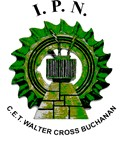 I. P. N.
C.E.T. WALTER CROSS BUCHANAN